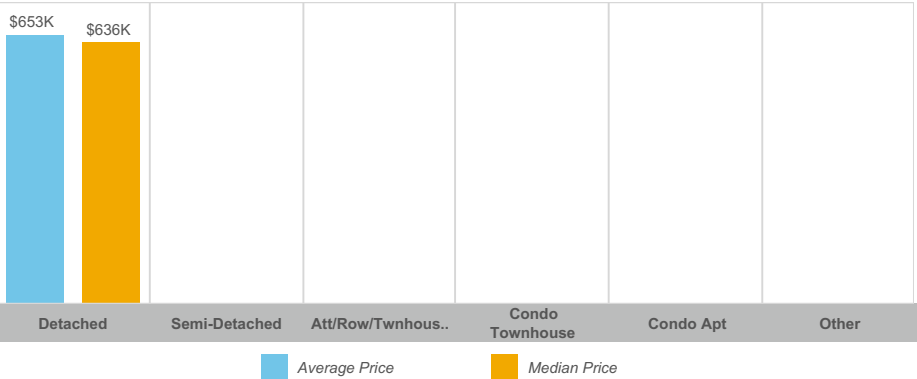 $653K
$636K
Detached
Semi-Detached
Att/Row/Twnhous..
Condo
Townhouse
Condo Apt
Other
Average Price
Median Price